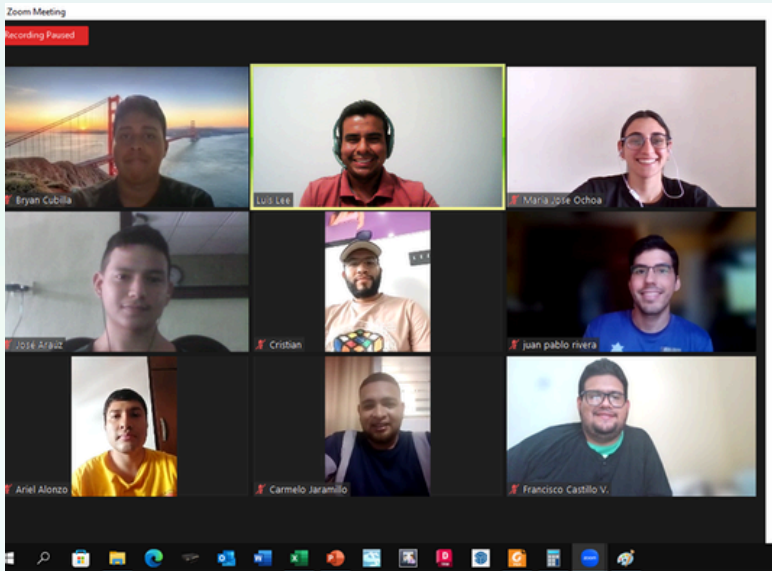 Zoom Meeting
Recording Paused
Bryan Cubilla
Luis Lee
Maria Jose Ochoa
José Araúz
Cristian
juan pablo rivera
Ariel Alonzo
Carmelo Jaramillo
Francisco Castillo V.
zoom